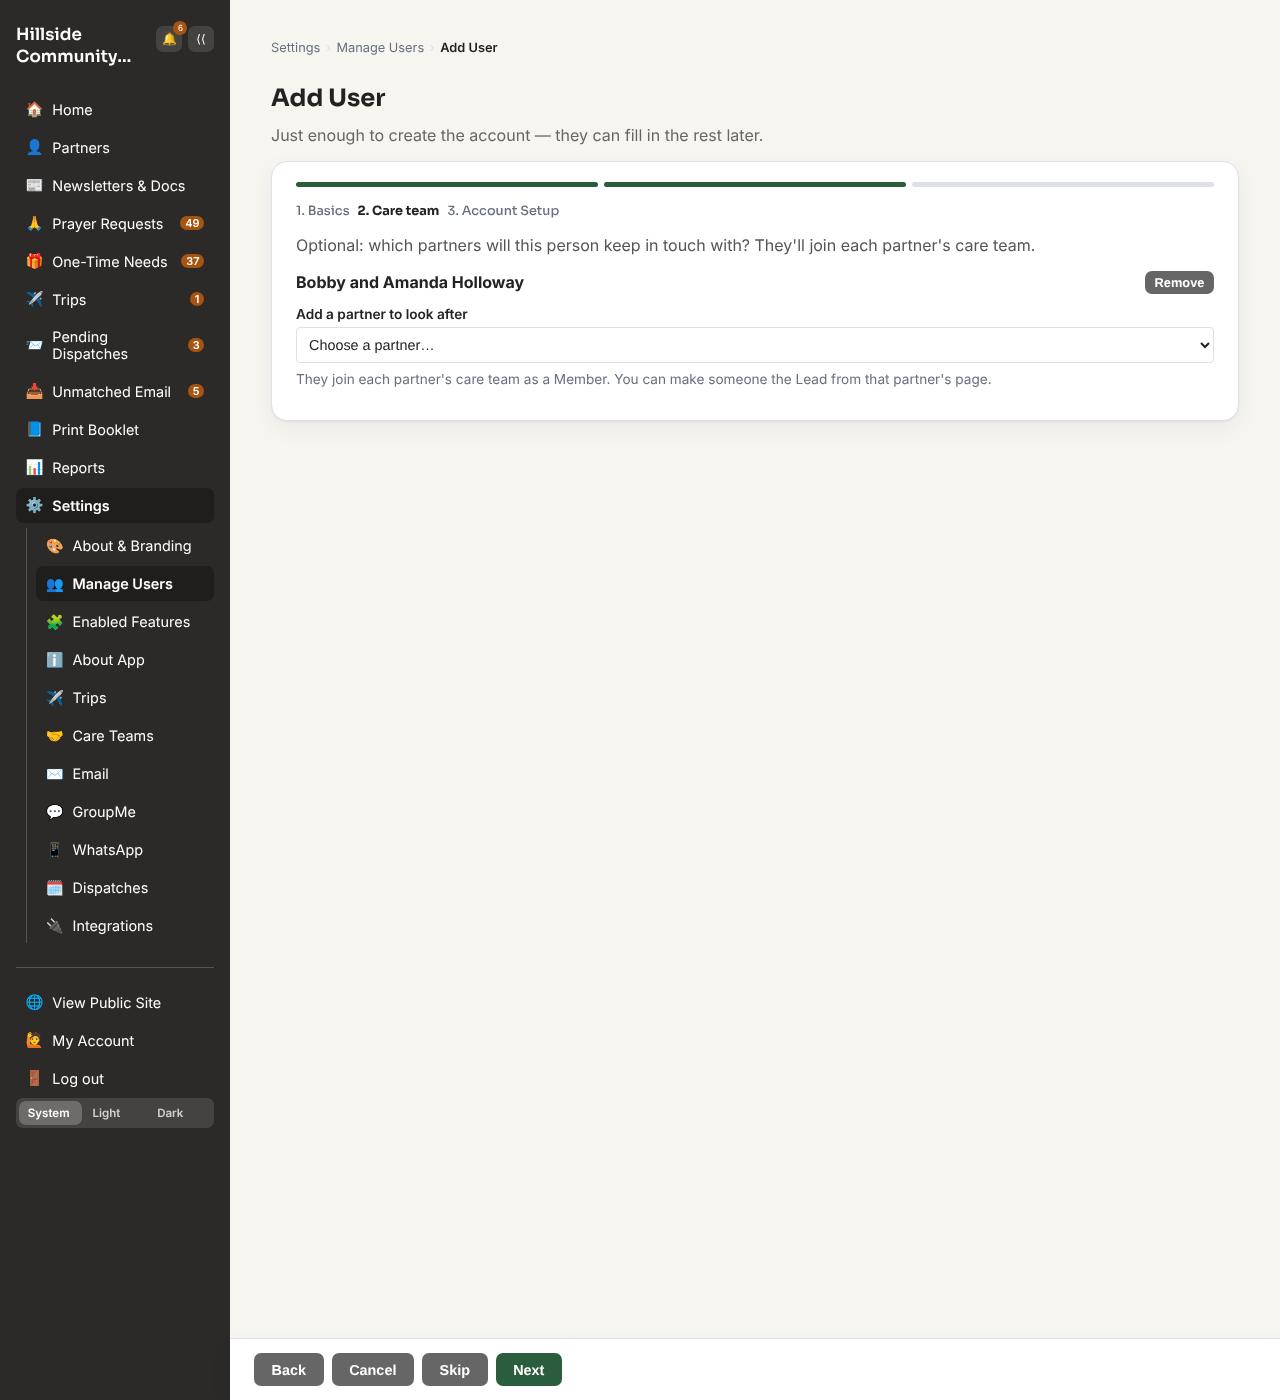 Hillside
Community...
6
⟨⟨
Home
Partners
Newsletters & Docs
Prayer Requests 49
One-Time Needs 37
Trips 1
Pending
Dispatches 3
Unmatched Email 5
Print Booklet
Reports
Settings
About & Branding
Manage Users
Enabled Features
About App
Trips
Care Teams
Email
GroupMe
WhatsApp
Dispatches
Integrations
View Public Site
My Account
Log out
System Light Dark
Settings › Manage Users › Add User
Add User
Just enough to create the account — they can fill in the rest later.
1. Basics 2. Care team 3. Account Setup
Optional: which partners will this person keep in touch with? They'll join each partner's care team.
Bobby and Amanda Holloway Remove
Add a partner to look after
Choose a partner…
They join each partner's care team as a Member. You can make someone the Lead from that partner's page.
Back Cancel Skip Next